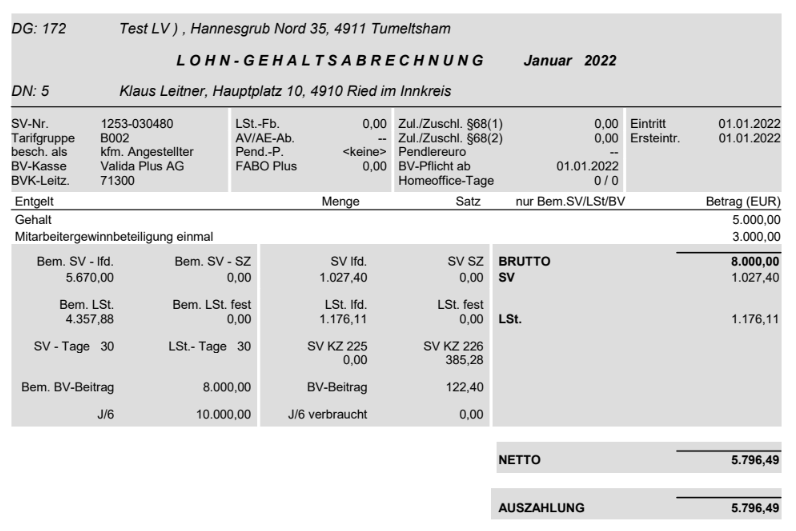 DG: 172 Test LV ) , Hannesgrub Nord 35, 4911 Tumeltsham
LOHN-GEHALTSABRECHNUNG Januar 2022
DN: 5 Klaus Leitner, Hauptplatz 10, 4910 Ried im Innkreis
SV-Nr. 1253-030480 LSt.-Fb. 0,00 Zul./Zuschl. §68(1) 0,00 Eintritt 01.01.2022
Tarifgruppe B002 AV/AE-Ab. -- Zul./Zuschl. §68(2) 0,00 Ersteintr. 01.01.2022
besch. als kfm. Angestellter Pend.-P. <keine> Pendlereuro --
BV-Kasse Valida Plus AG FABO Plus 0,00 BV-Pflicht ab 01.01.2022
BVK-Leitz. 71300 Homeoffice-Tage 0 / 0
Entgelt Menge Satz nur Bem.SV/LSt/BV Betrag (EUR)
Gehalt 5.000,00
Mitarbeitergewinnbeteiligung einmal 3.000,00
Bem. SV - lfd. Bem. SV - SZ SV lfd. SV SZ BRUTTO 8.000,00
5.670,00 0,00 1.027,40 0,00 SV 1.027,40
Bem. LSt. Bem. LSt. fest LSt. lfd. LSt. fest
4.357,88 0,00 1.176,11 0,00 LSt. 1.176,11
SV - Tage 30 LSt.- Tage 30 SV KZ 225 SV KZ 226
0,00 385,28
Bem. BV-Beitrag 8.000,00 BV-Beitrag 122,40
J/6 10.000,00 J/6 verbraucht 0,00
NETTO 5.796,49
AUSZAHLUNG 5.796,49